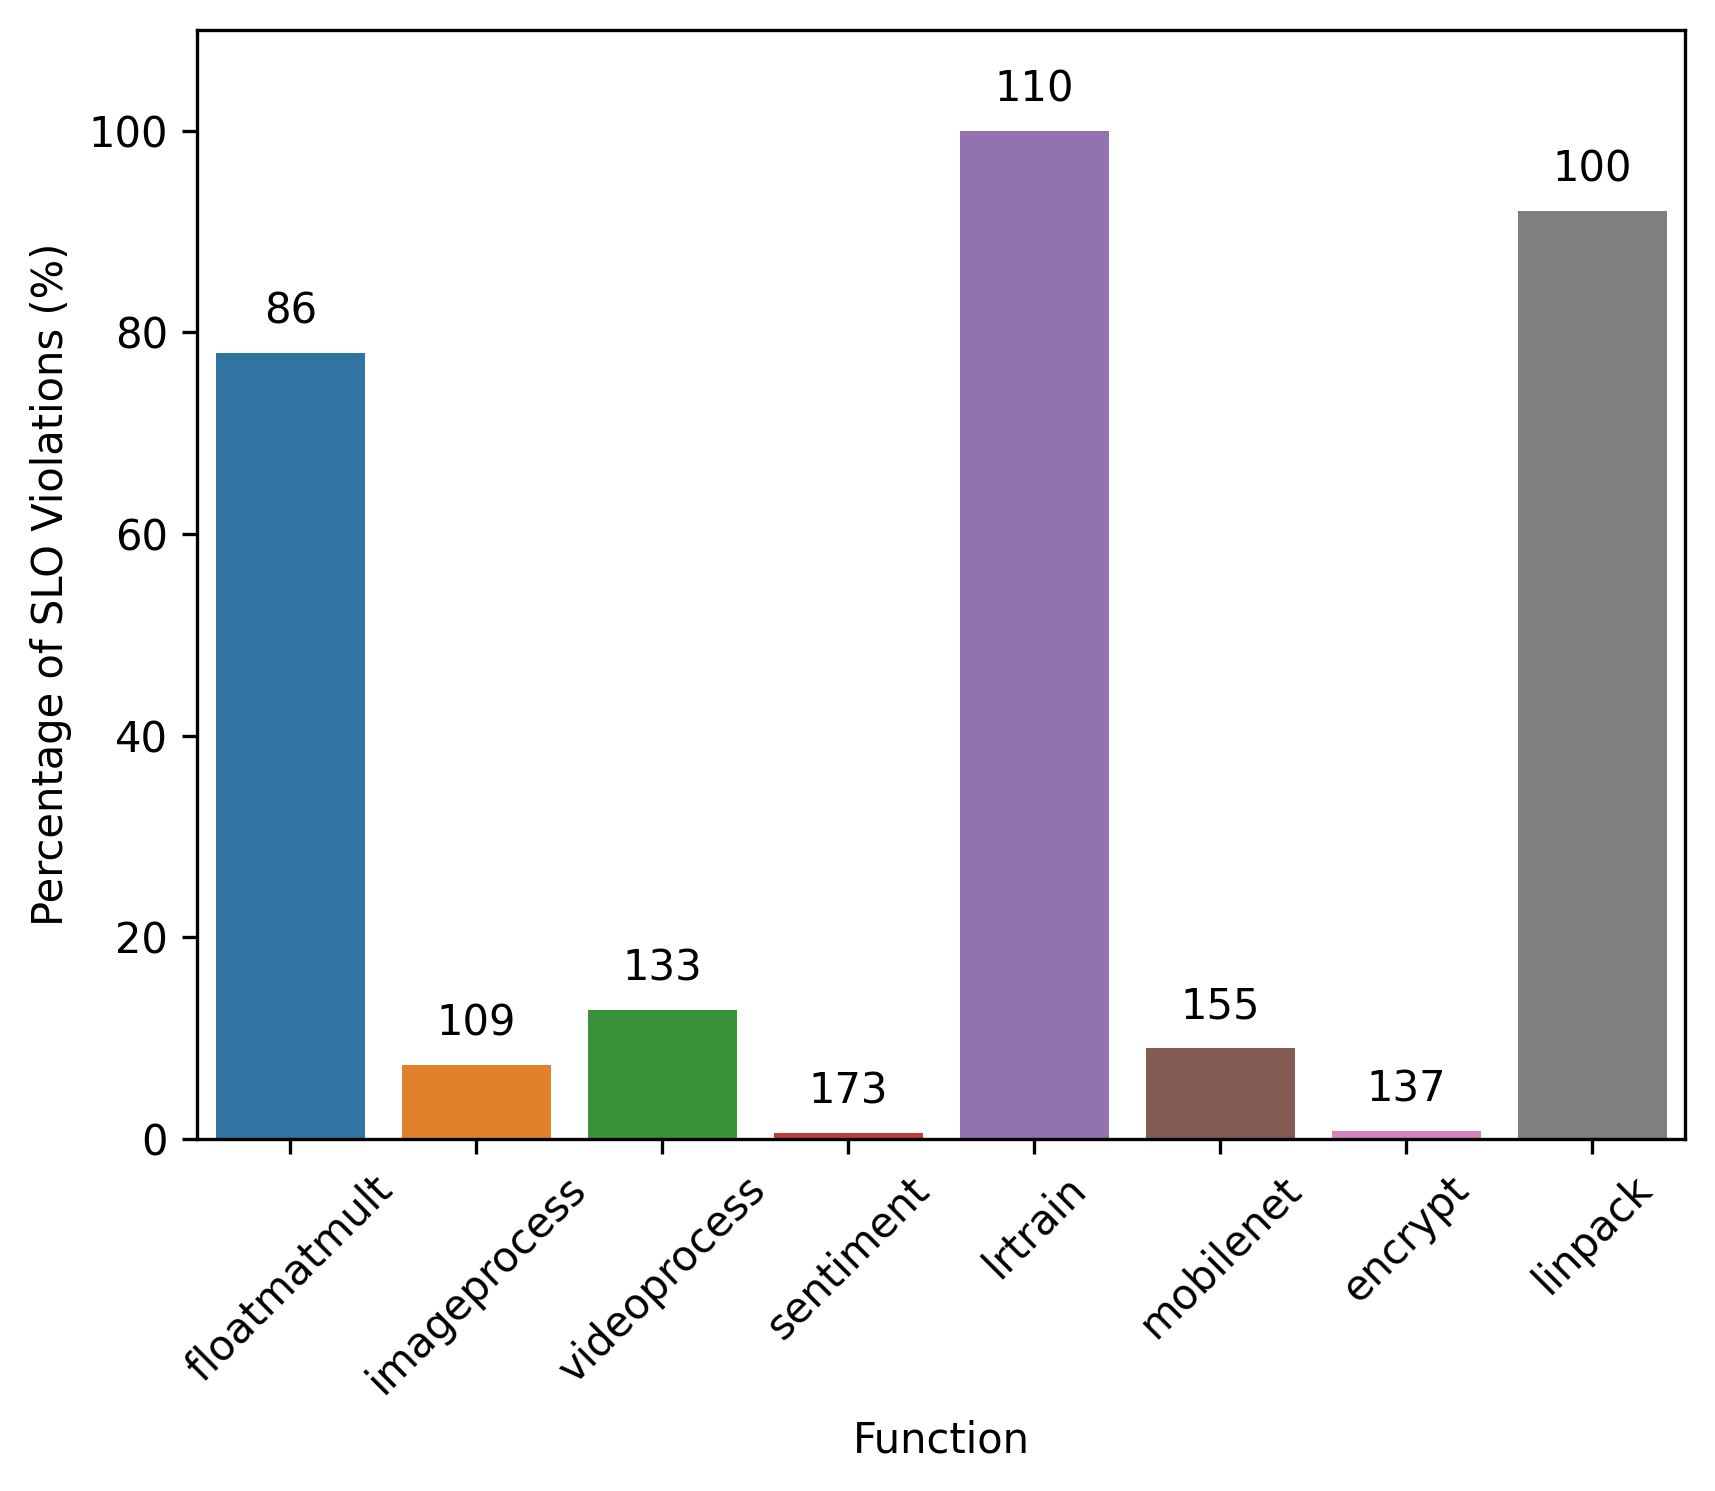 Percentage of SLO Violations (%)
100
80
60
40
20
0
86
109
133
173
110
155
137
100
floatmatmult
imageprocess
videoprocess
sentiment
lrtrain
mobilenet
encrypt
linpack
Function